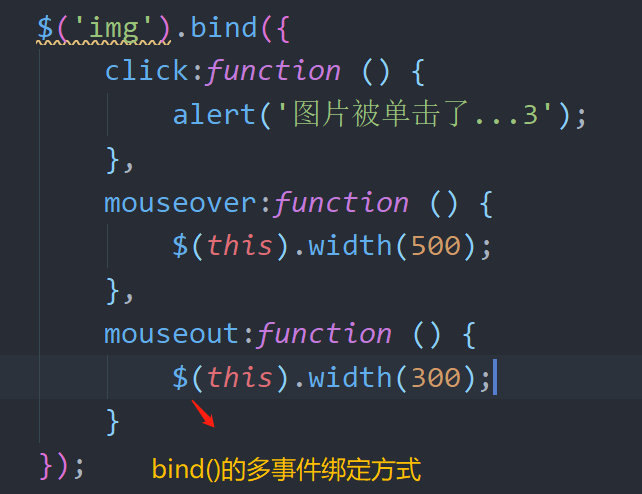 $('img').bind({
click:function () {
alert('图片被单击了...3');
},
mouseover:function () {
$(this).width(500);
},
mouseout:function () {
$(this).width(300);
}
});
bind()的多事件绑定方式